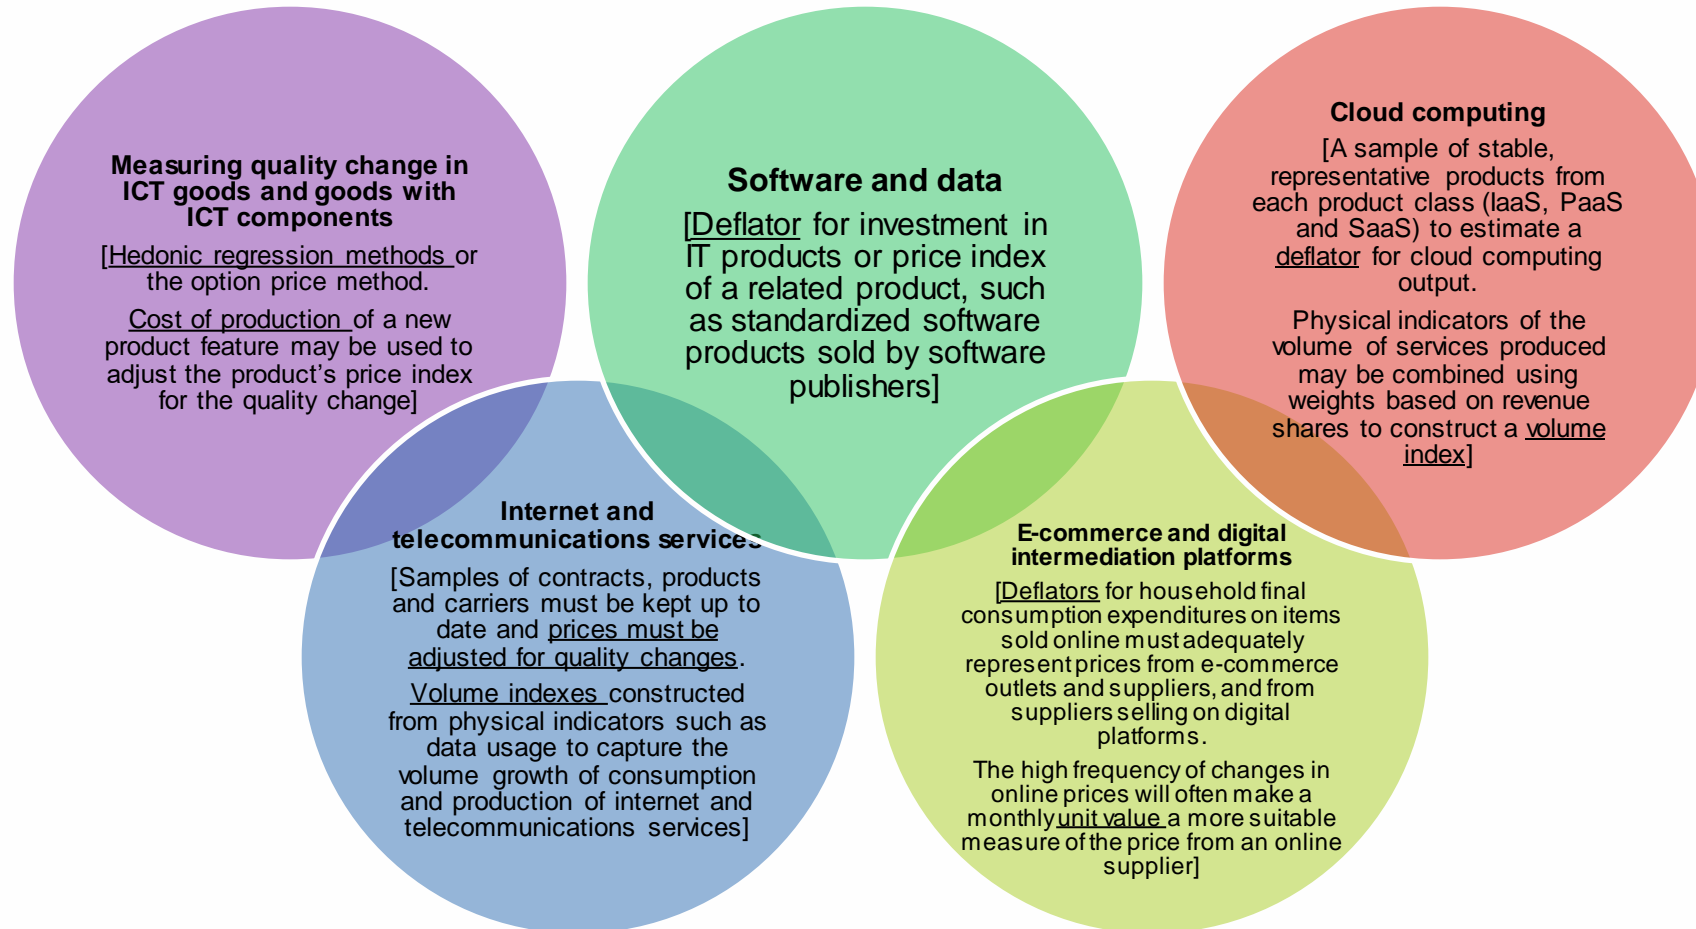 Measuring quality change in
ICT goods and goods with
ICT components
[Hedonic regression methods or
the option price method.
Cost of production of a new
product feature may be used to
adjust the product’s price index
for the quality change]
Software and data
[Deflator for investment in
IT products or price index
of a related product, such
as standardized software
products sold by software
publishers]
Cloud computing
[A sample of stable,
representative products from
each product class (IaaS, PaaS
and SaaS) to estimate a
deflator for cloud computing
output.
Physical indicators of the
volume of services produced
may be combined using
weights based on revenue
shares to construct a volume
index]
Internet and
telecommunications services
[Samples of contracts, products
and carriers must be kept up to
date and prices must be
adjusted for quality changes.
Volume indexes constructed
from physical indicators such as
data usage to capture the
volume growth of consumption
and production of internet and
telecommunications services]
E-commerce and digital
intermediation platforms
[Deflators for household final
consumption expenditures on items
sold online must adequately
represent prices from e-commerce
outlets and suppliers, and from
suppliers selling on digital
platforms.
The high frequency of changes in
online prices will often make a
monthly unit value a more suitable
measure of the price from an online
supplier]